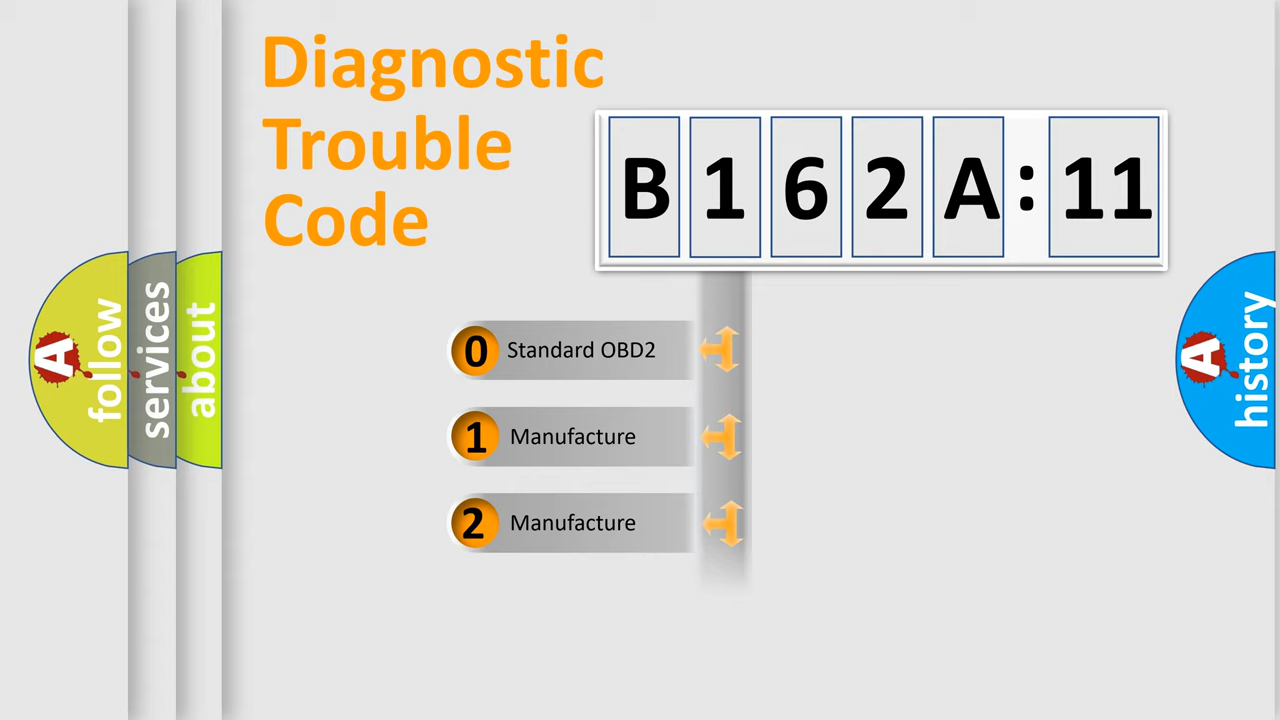 Diagnostic
Trouble
Code
B 1 6 2 A : 11
0 Standard OBD2
1 Manufacture
2 Manufacture
A follow
services
about
A history